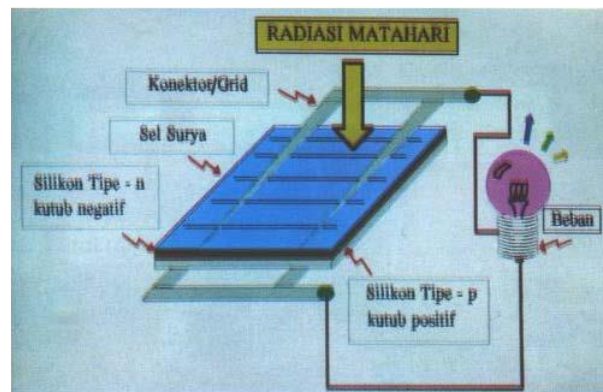 RADIASI MATAHARI
Konektor/Grid
Sel Surya
Silikon Tipe = n
kutub negatif
Beban
Silikon Tipe = p
kutub positif